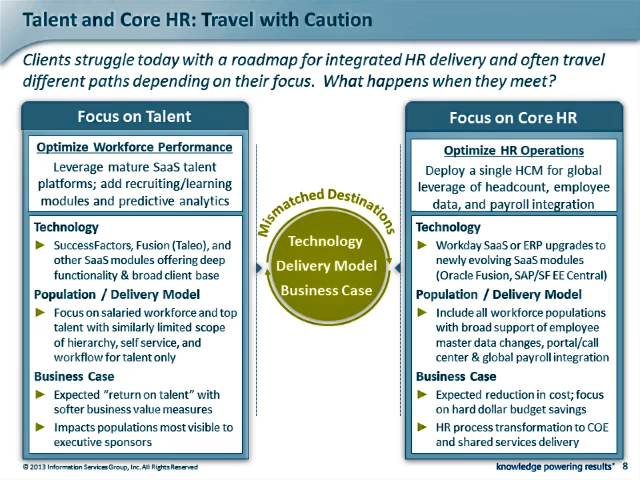 Talent and Core HR: Travel with Caution
Clients struggle today with a roadmap for integrated HR delivery and often travel
different paths depending on their focus. What happens when they meet?
Focus on Talent
Optimize Workforce Performance
Leverage mature SaaS talent
platforms; add recruiting/learning
modules and predictive analytics
Technology
► SuccessFactors, Fusion (Taleo), and
other SaaS modules offering deep
functionality & broad client base
Population / Delivery Model
► Focus on salaried workforce and top
talent with similarly limited scope
of hierarchy, self service, and
workflow for talent only
Business Case
► Expected “return on talent” with
softer business value measures
► Impacts populations most visible to
executive sponsors
Mismatched Destinations
Technology
Delivery Model
Business Case
Focus on Core HR
Optimize HR Operations
Deploy a single HCM for global
leverage of headcount, employee
data, and payroll integration
Technology
► Workday SaaS or ERP upgrades to
newly evolving SaaS modules
(Oracle Fusion, SAP/SF EE Central)
Population / Delivery Model
► Include all workforce populations
with broad support of employee
master data changes, portal/call
center & global payroll integration
Business Case
► Expected reduction in cost; focus
on hard dollar budget savings
► HR process transformation to COE
and shared services delivery
© 2013 Information Services Group, Inc. All Rights Reserved
knowledge powering results® 8